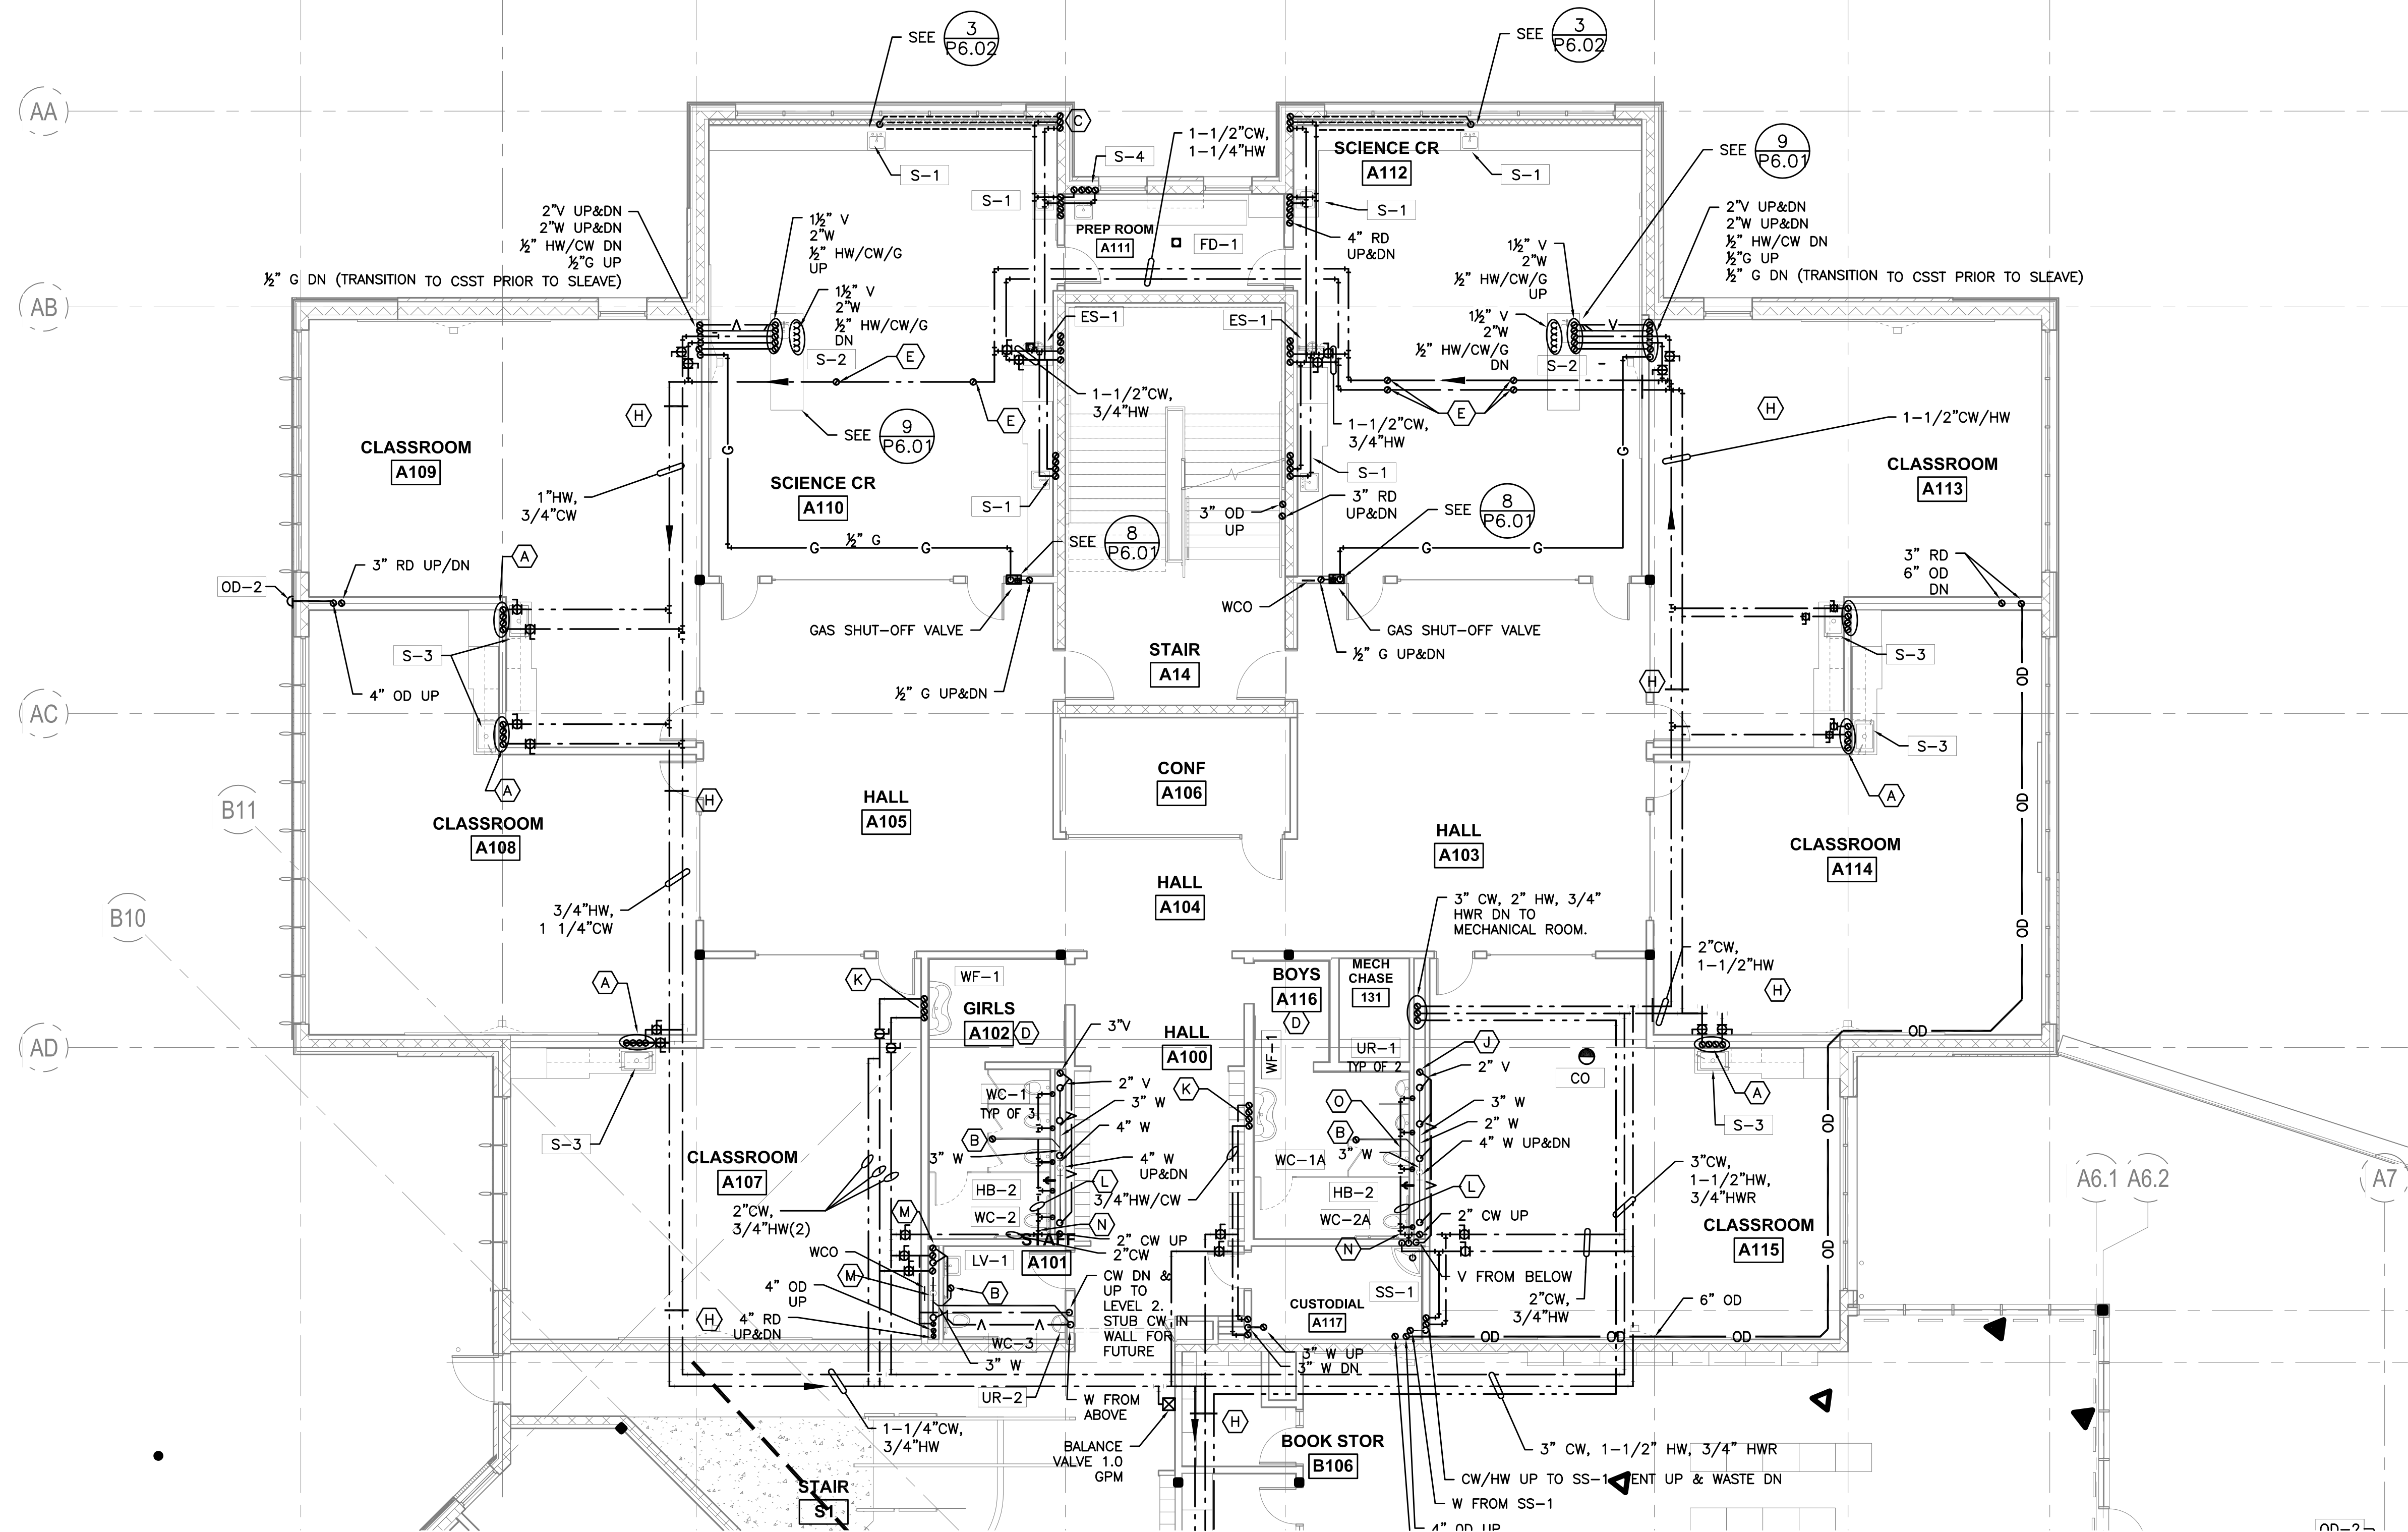 SEE 3
P6.02
SEE 3
P6.02
AA
C
1-1/2"CW,
1-1/4"HW
SCIENCE CR
A112
SEE 9
P6.01
S-4
S-1
S-1
S-1
S-1
2"V UP&DN
2"W UP&DN
½" HW/CW DN
½"G UP
½" G DN (TRANSITION TO CSST PRIOR TO SLEAVE)
1½" V
2"W
½" HW/CW/G
UP
PREP ROOM
A111
FD-1
4" RD
UP&DN
1½" V
2"W
½" HW/CW/G
UP
2"V UP&DN
2"W UP&DN
½" HW/CW DN
½"G UP
½" G DN (TRANSITION TO CSST PRIOR TO SLEAVE)
AB
1½" V
2"W
½" HW/CW/G
DN
S-2
E
ES-1
ES-1
1½" V
2"W
½" HW/CW/G
DN
S-2
V
V
H
E
1-1/2"CW,
3/4"HW
1-1/2"CW,
3/4"HW
E
H
1-1/2"CW/HW
CLASSROOM
A109
SEE 9
P6.01
G
G
1"HW,
3/4"CW
SCIENCE CR
A110
S-1
S-1
CLASSROOM
A113
3" OD
UP
3" RD
UP&DN
SEE 8
P6.01
G
½" G
G
SEE 8
P6.01
G
G
OD-2
3" RD UP/DN
A
3" RD
6" OD
DN
WCO
GAS SHUT-OFF VALVE
GAS SHUT-OFF VALVE
½" G UP&DN
S-3
4" OD UP
STAIR
A14
½" G UP&DN
H
S-3
OD
AC
S-3
A
H
CONF
A106
A
OD
B11
CLASSROOM
A108
HALL
A105
HALL
A103
CLASSROOM
A114
B10
3/4"HW,
1 1/4"CW
HALL
A104
3" CW, 2" HW, 3/4"
HWR DN TO
MECHANICAL ROOM.
OD
2"CW,
1-1/2"HW
A
K
WF-1
GIRLS
A102
D
BOYS
A116
D
MECH
CHASE
131
H
AD
3"V
HALL
A100
WF-1
UR-1
TYP OF 2
J
CO
OD
S-3
WC-1
TYP OF 3
2" V
3" W
4" W
K
O
2" V
3" W
2" W
4" W UP&DN
A
S-3
OD
CLASSROOM
A107
B
3" W
V
V
4" W
UP&DN
B
3" W
WC-1A
V
3"CW,
1-1/2"HW,
3/4"HWR
A6.1
A6.2
A7
2"CW,
3/4"HW(2)
HB-2
L
3/4"HW/CW
HB-2
L
M
WC-2
N
WC-2A
2" CW UP
CLASSROOM
A115
OD
WCO
STAFF
A101
2" CW UP
2"CW
N
M
LV-1
V FROM BELOW
4" OD
UP
B
CW DN &
UP TO
LEVEL 2.
STUB CW IN
WALL FOR
FUTURE
SS-1
2"CW,
3/4"HW
6" OD
H
4" RD
UP&DN
V
V
CUSTODIAL
A117
WC-3
3" W
OD
OD
OD
3" W UP
3" W DN
UR-2
W FROM
ABOVE
1-1/4"CW,
3/4"HW
H
BALANCE
VALVE 1.0
GPM
BOOK STOR
B106
3" CW, 1-1/2" HW, 3/4" HWR
CW/HW UP TO SS-1 ENT UP & WASTE DN
W FROM SS-1
4" OD UP
STAIR
S1
OD-2